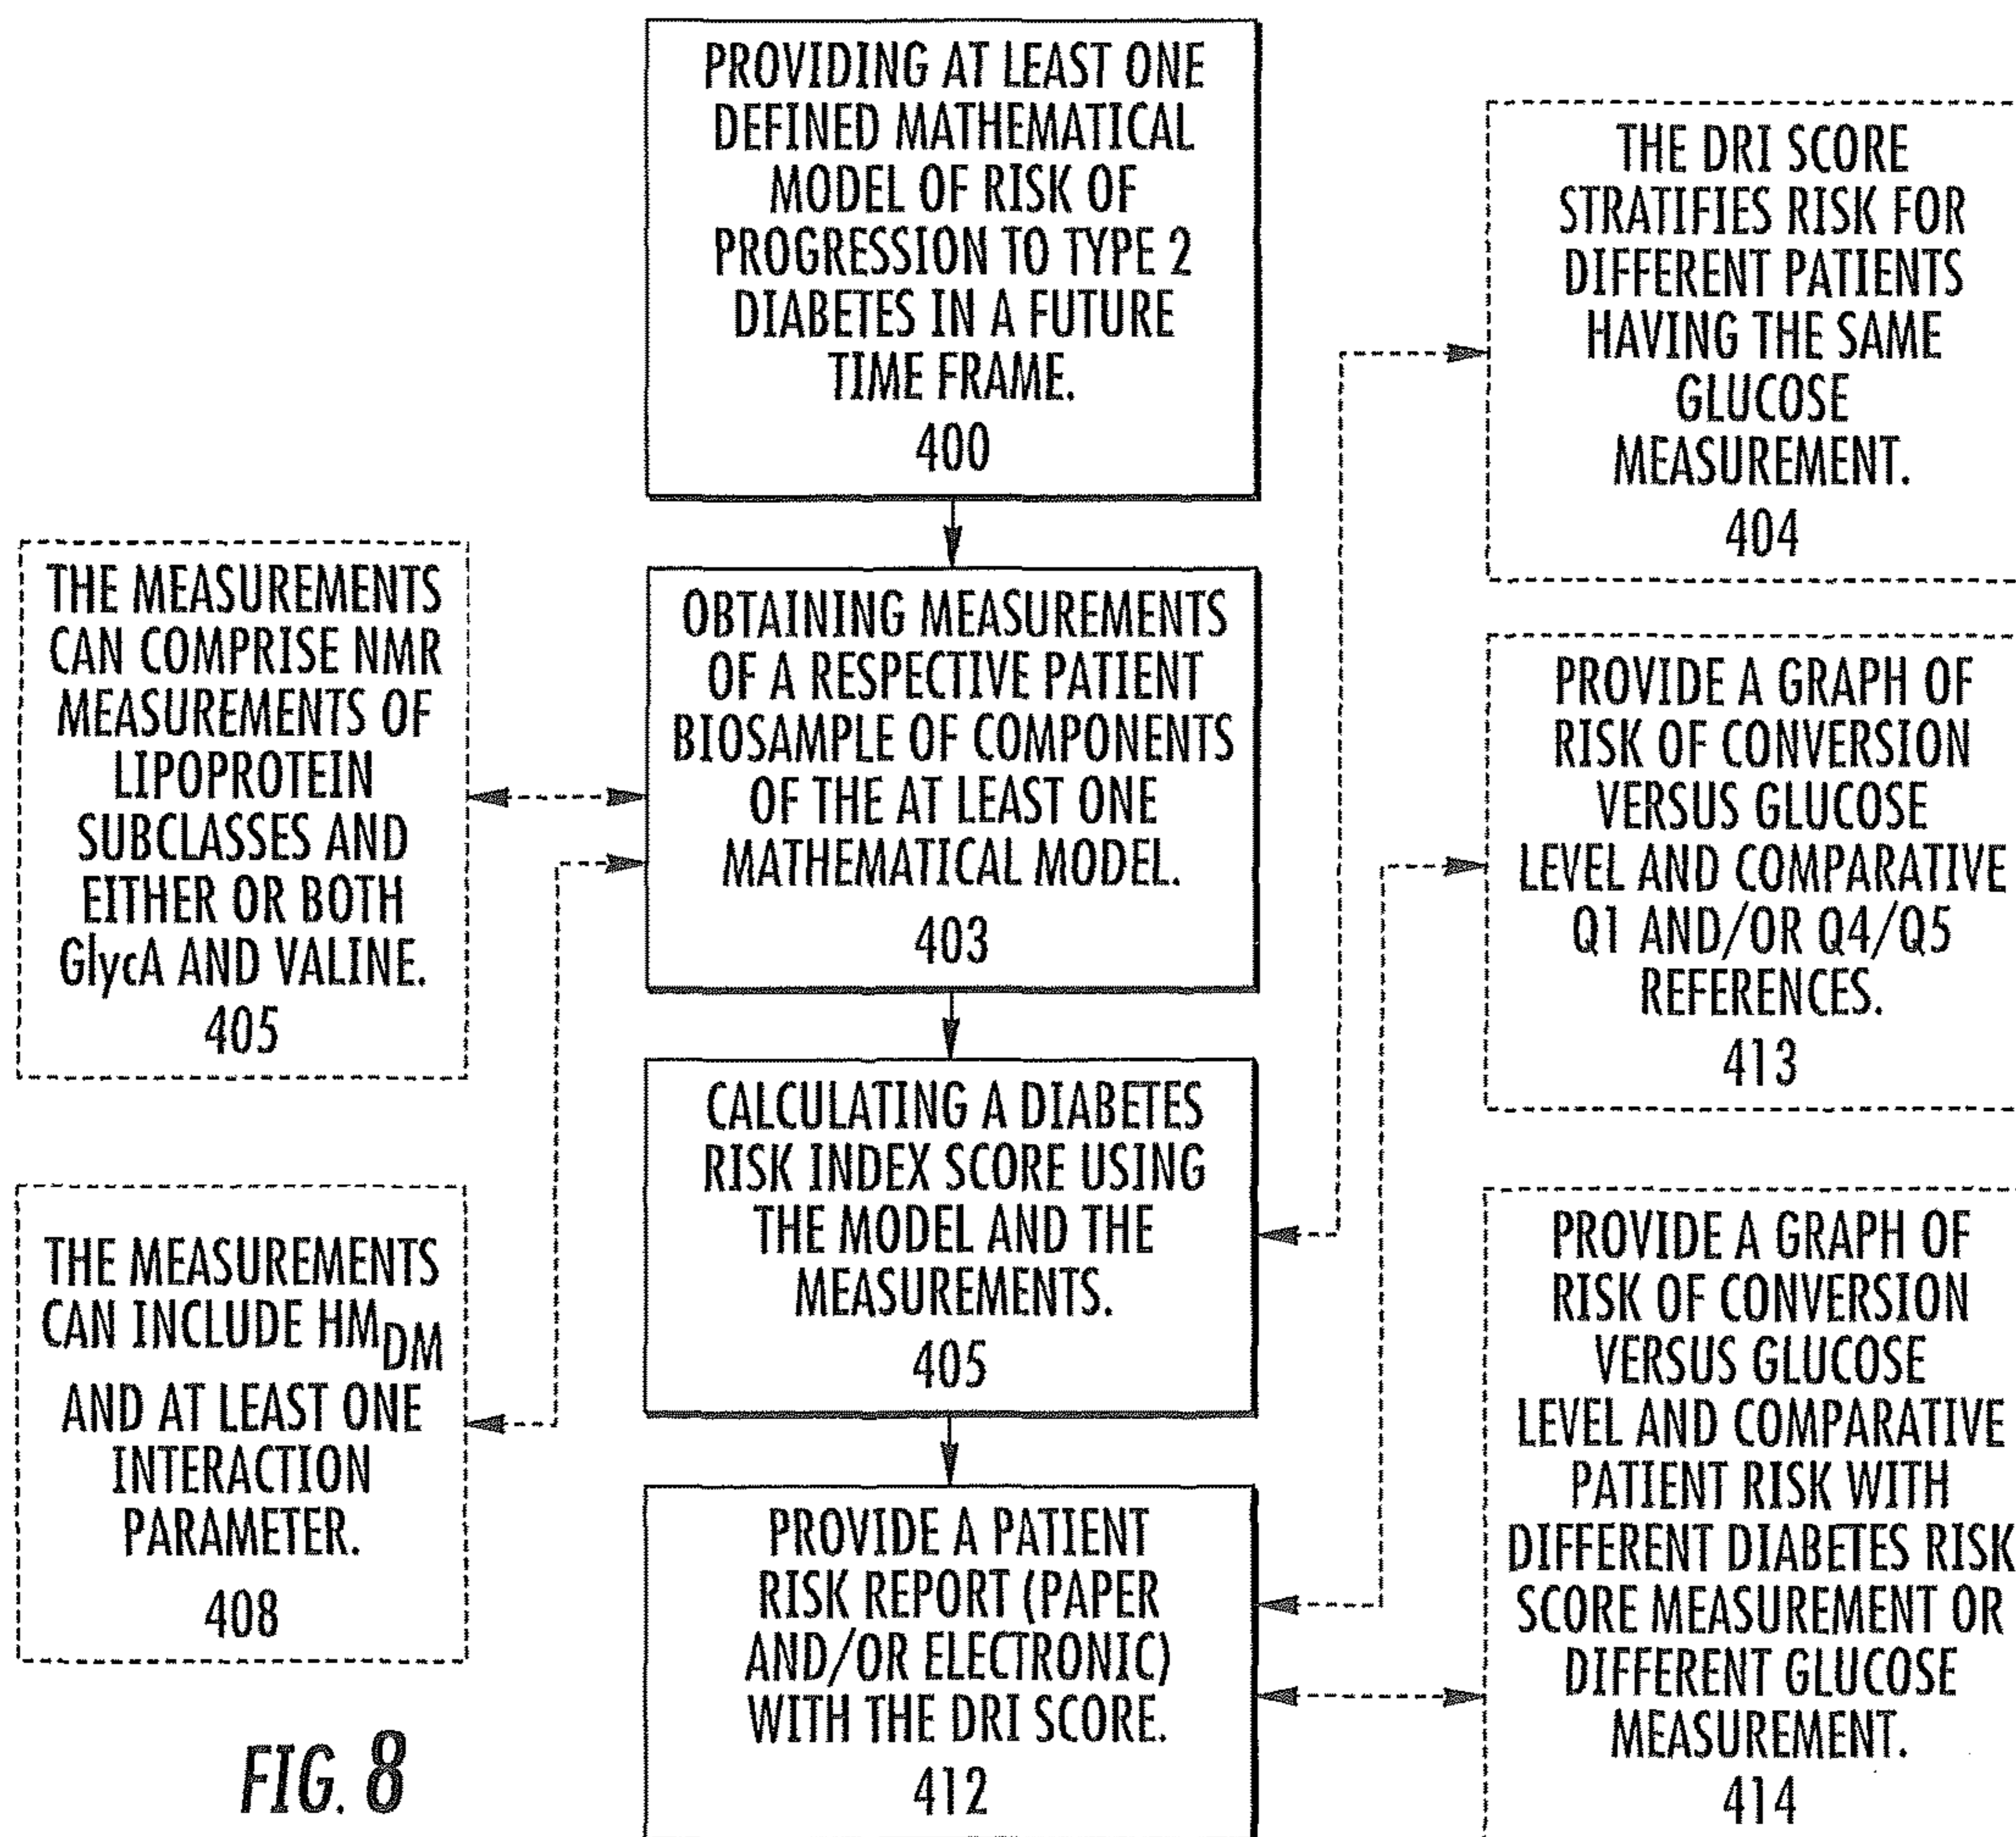 PROVIDING AT LEAST ONE
DEFINED MATHEMATICAL
MODEL OF RISK OF
PROGRESSION TO TYPE 2
DIABETES IN A FUTURE
TIME FRAME.
400
OBTAINING MEASUREMENTS
OF A RESPECTIVE PATIENT
BIOSAMPLE OF COMPONENTS
OF THE AT LEAST ONE
MATHEMATICAL MODEL.
403
THE MEASUREMENTS
CAN COMPRISE NMR
MEASUREMENTS OF
LIPOPROTEIN
SUBCLASSES AND
EITHER OR BOTH
GlycA AND VALINE.
405
THE MEASUREMENTS
CAN INCLUDE HMDM
AND AT LEAST ONE
INTERACTION
PARAMETER.
408
CALCULATING A DIABETES
RISK INDEX SCORE USING
THE MODEL AND THE
MEASUREMENTS.
405
THE DRI SCORE
STRATIFIES RISK FOR
DIFFERENT PATIENTS
HAVING THE SAME
GLUCOSE
MEASUREMENT.
404
PROVIDE A PATIENT
RISK REPORT (PAPER
AND/OR ELECTRONIC)
WITH THE DRI SCORE.
412
PROVIDE A GRAPH OF
RISK OF CONVERSION
VERSUS GLUCOSE
LEVEL AND COMPARATIVE
Q1 AND/OR Q4/Q5
REFERENCES.
413
PROVIDE A GRAPH OF
RISK OF CONVERSION
VERSUS GLUCOSE
LEVEL AND COMPARATIVE
PATIENT RISK WITH
DIFFERENT DIABETES RISK
SCORE MEASUREMENT OR
DIFFERENT GLUCOSE
MEASUREMENT.
414
FIG. 8